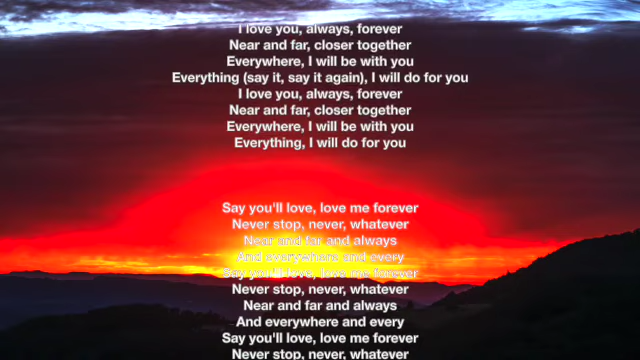 I love you, always, forever
Near and far, closer together
Everywhere, I will be with you
Everything (say it, say it again), I will do for you
I love you, always, forever
Near and far, closer together
Everywhere, I will be with you
Everything, I will do for you
Say you'll love, love me forever
Never stop, never, whatever
Near and far and always
And everywhere and every
Say you'll love, love me forever
Never stop, never, whatever
Near and far and always
And everywhere and every
Say you'll love, love me forever
Never stop, never, whatever